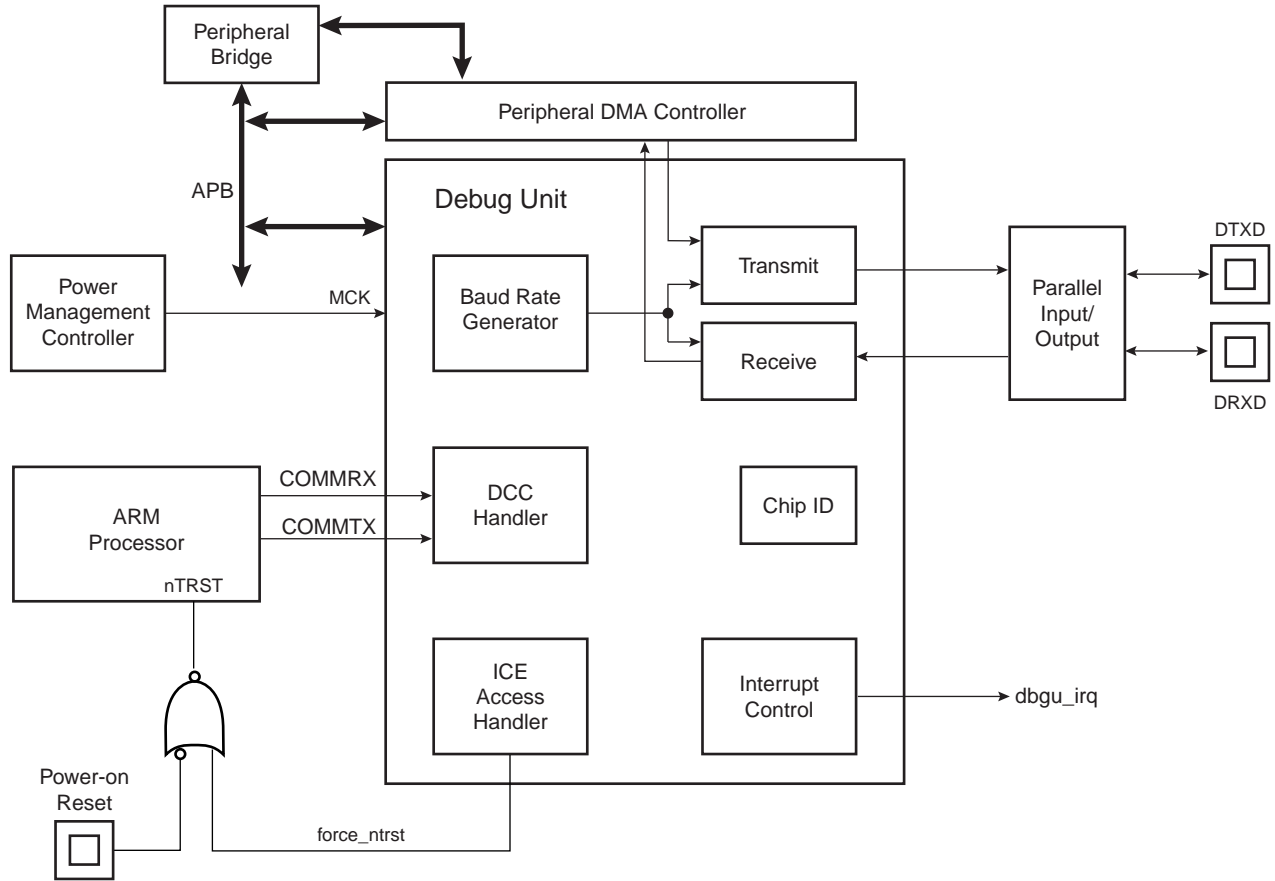 Peripheral
Bridge
Peripheral DMA Controller
APB
Debug Unit
Power
Management
Controller
MCK
Baud Rate
Generator
Transmit
Receive
Parallel
Input/
Output
DTXD
DRXD
ARM
Processor
nTRST
COMMRX
COMMTX
DCC
Handler
Chip ID
ICE
Access
Handler
Interrupt
Control
dbgu_irq
Power-on
Reset
force_ntrst